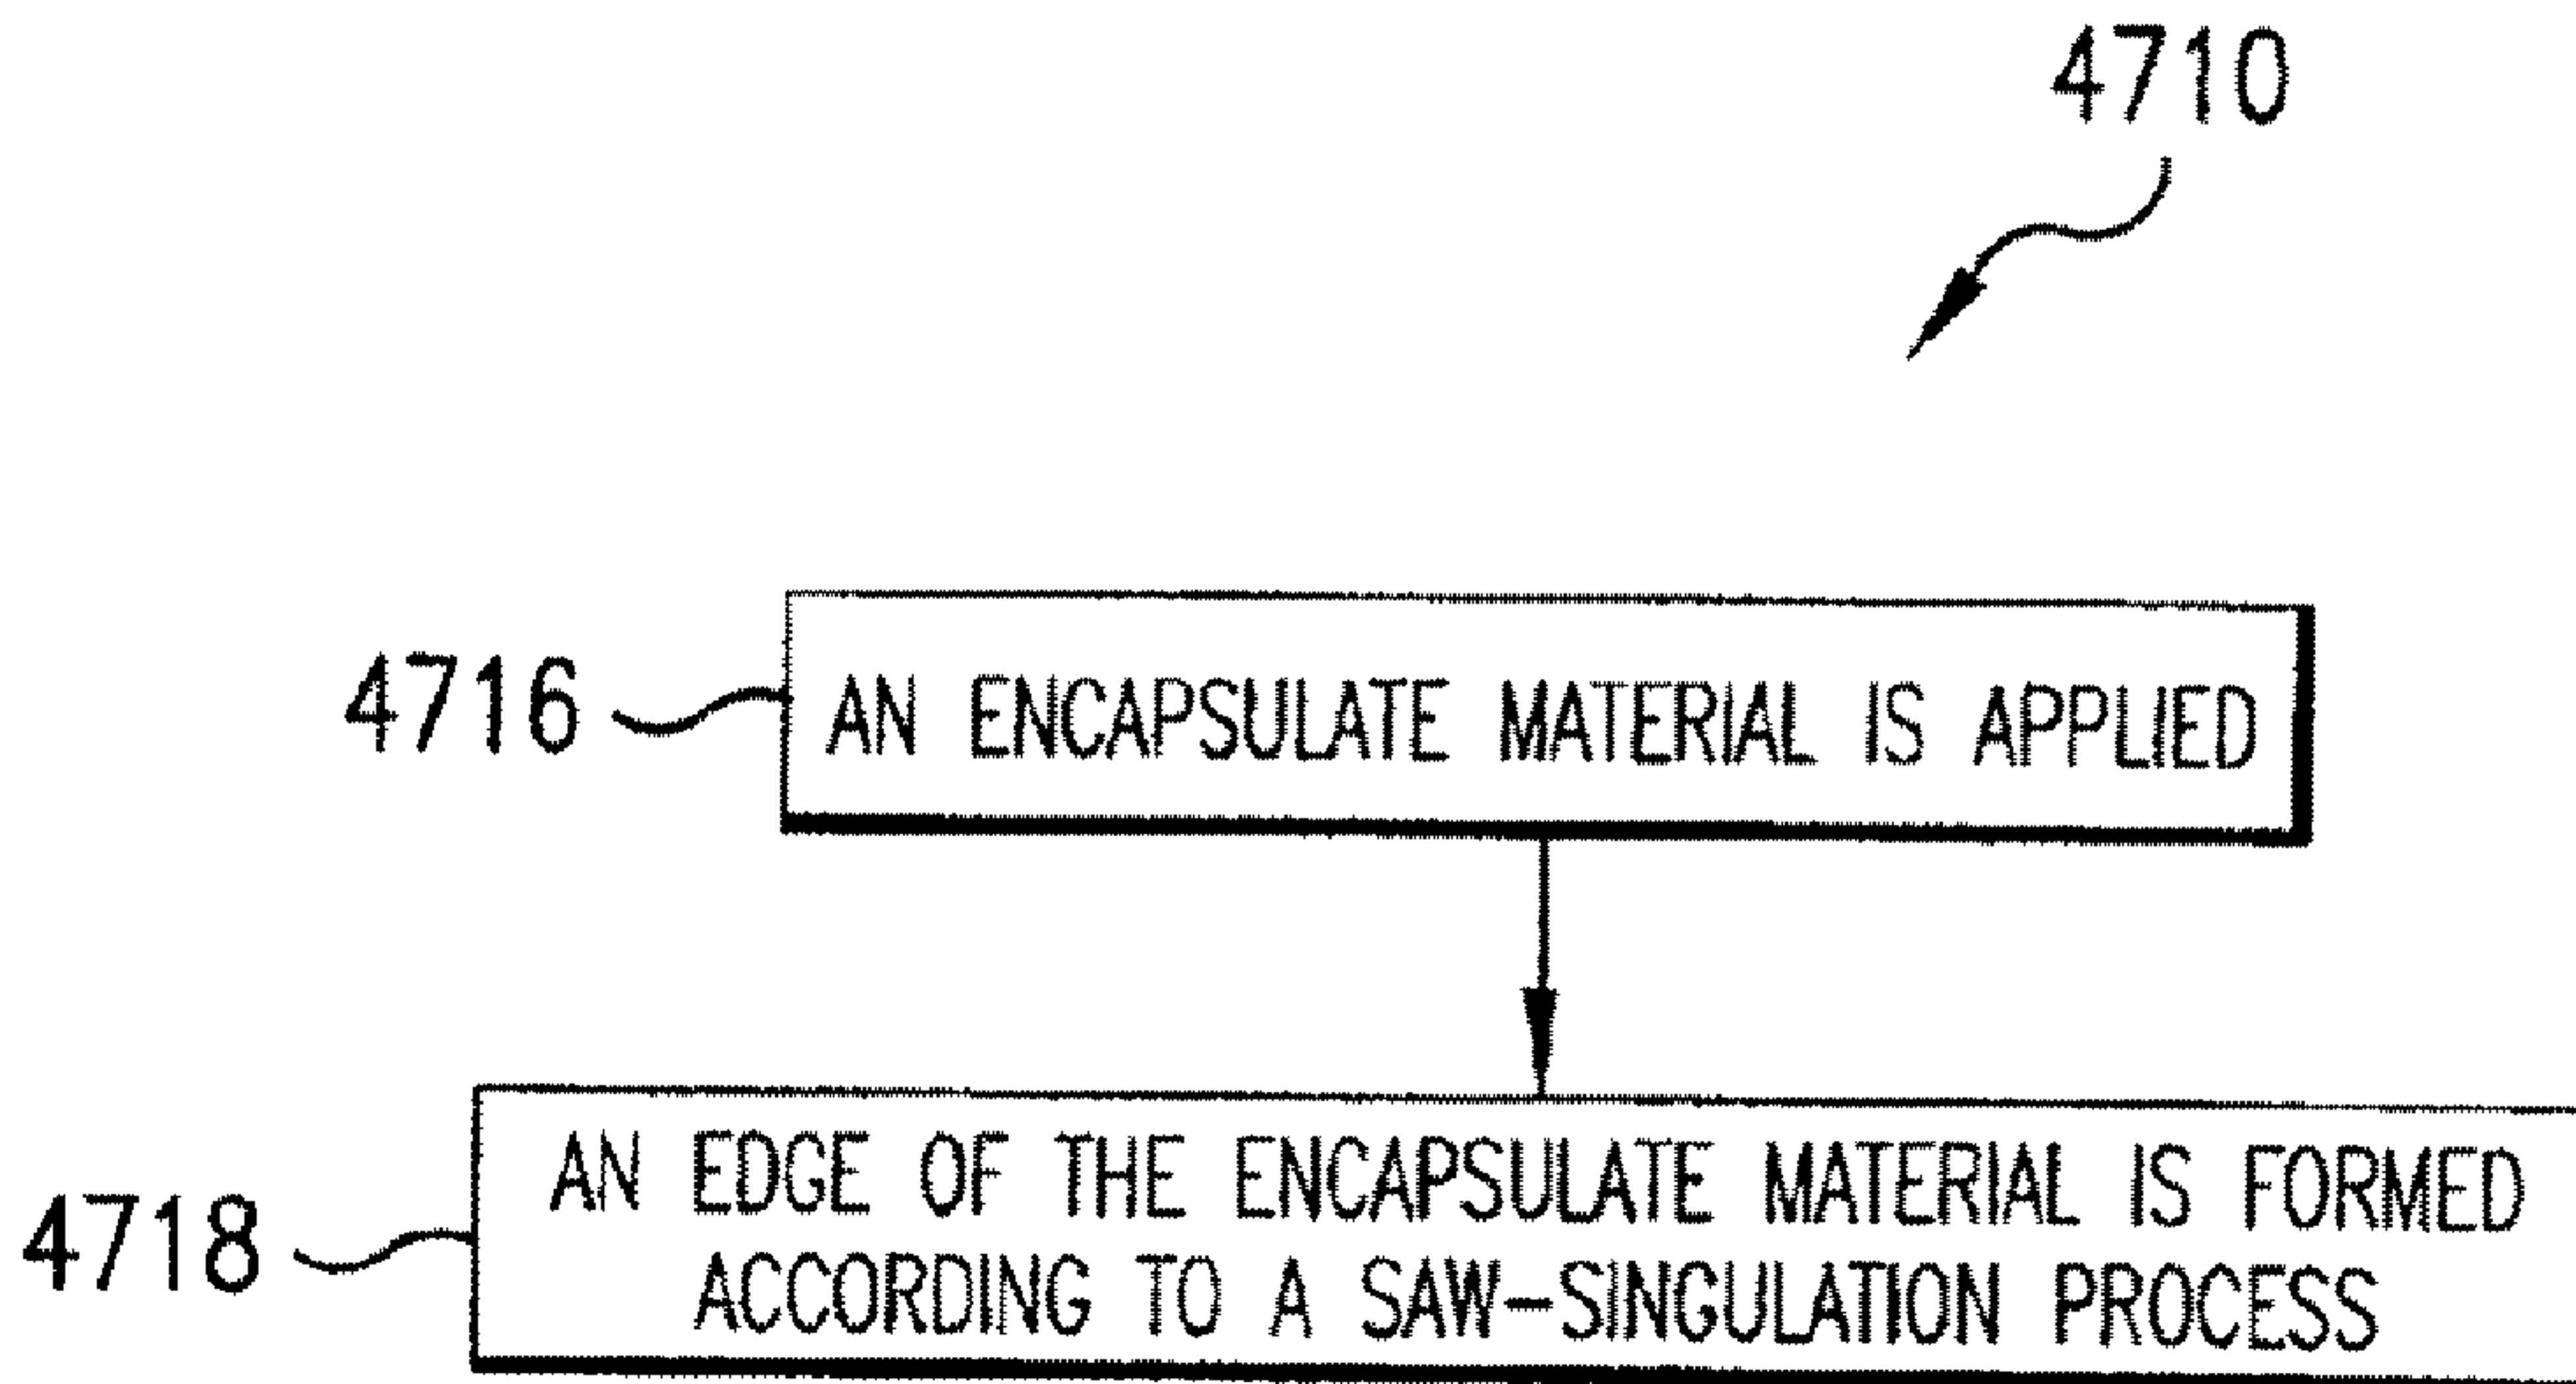 4710
4716
AN ENCAPSULATE MATERIAL IS APPLIED
4718
AN EDGE OF THE ENCAPSULATE MATERIAL IS FORMED
ACCORDING TO A SAW-SINGULATION PROCESS